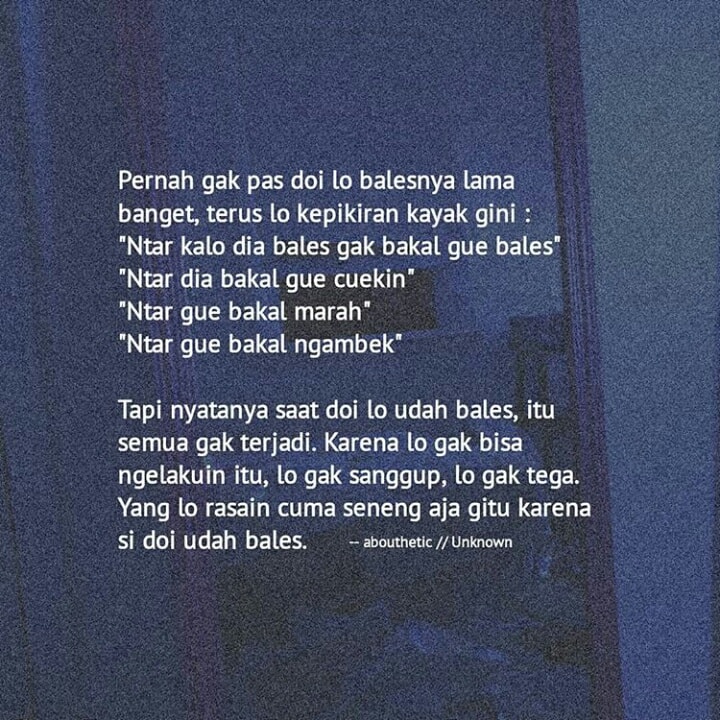 Pernah gak pas doi lo balesnya lama
banget, terus lo kepikiran kayak gini :
"Ntar kalo dia bales gak bakal gue bales"
"Ntar dia bakal gue cuekin"
"Ntar gue bakal marah"
"Ntar gue bakal ngambek"
Tapi nyatanya saat doi lo udah bales, itu
semua gak terjadi. Karena lo gak bisa
ngelakuin itu, lo gak sanggup, lo gak tega.
Yang lo rasain cuma seneng aja gitu karena
si doi udah bales. -- abouthetic // Unknown